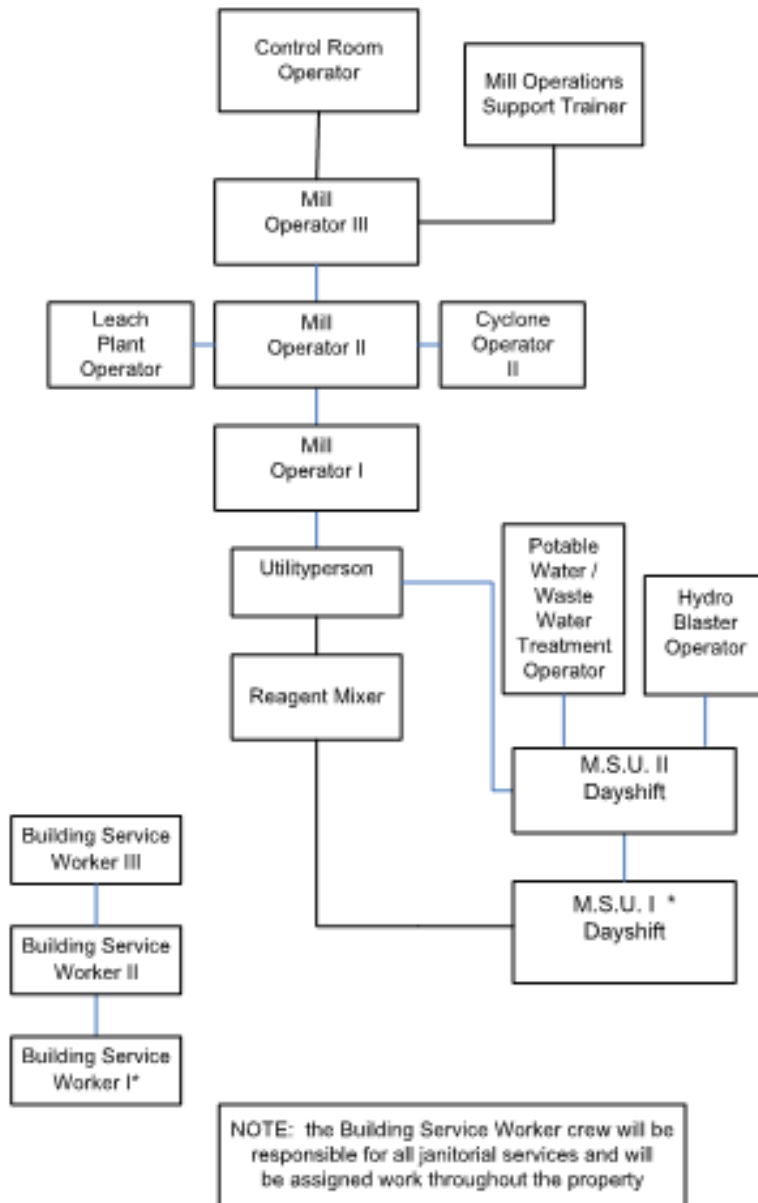 Control Room
Operator
Mill Operations
Support Trainer
Mill
Operator III
Leach
Plant
Operator
Mill
Operator II
Cyclone
Operator
II
Mill
Operator I
Utilityperson
Potable
Water /
Waste
Water
Treatment
Operator
Hydro
Blaster
Operator
Reagent Mixer
M.S.U. II
Dayshift
Building Service
Worker III
M.S.U. I *
Dayshift
Building Service
Worker II
Building Service
Worker I*
NOTE: the Building Service Worker crew will be
responsible for all janitorial services and will
be assigned work throughout the property